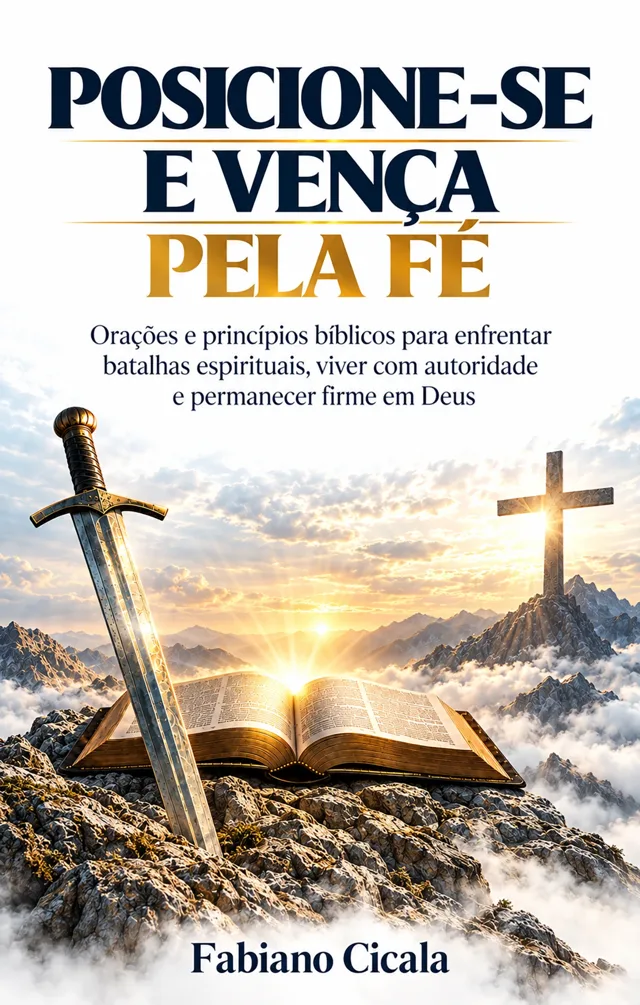 POSICIONE-SE
E VENÇA
PELA FÉ
Orações e princípios bíblicos para enfrentar
batalhas espirituais, viver com autoridade
e permanecer firme em Deus
Fabiano Cicala